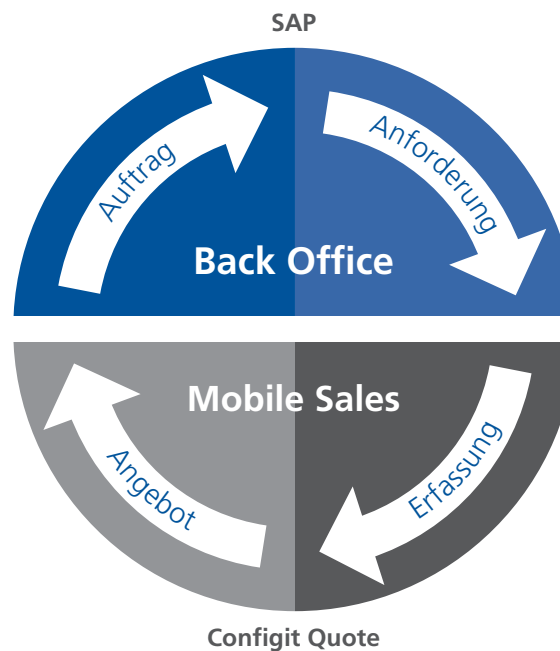 SAP
Auftrag
Anforderung
Back Office
Mobile Sales
Angebot
Erfassung
Configit Quote